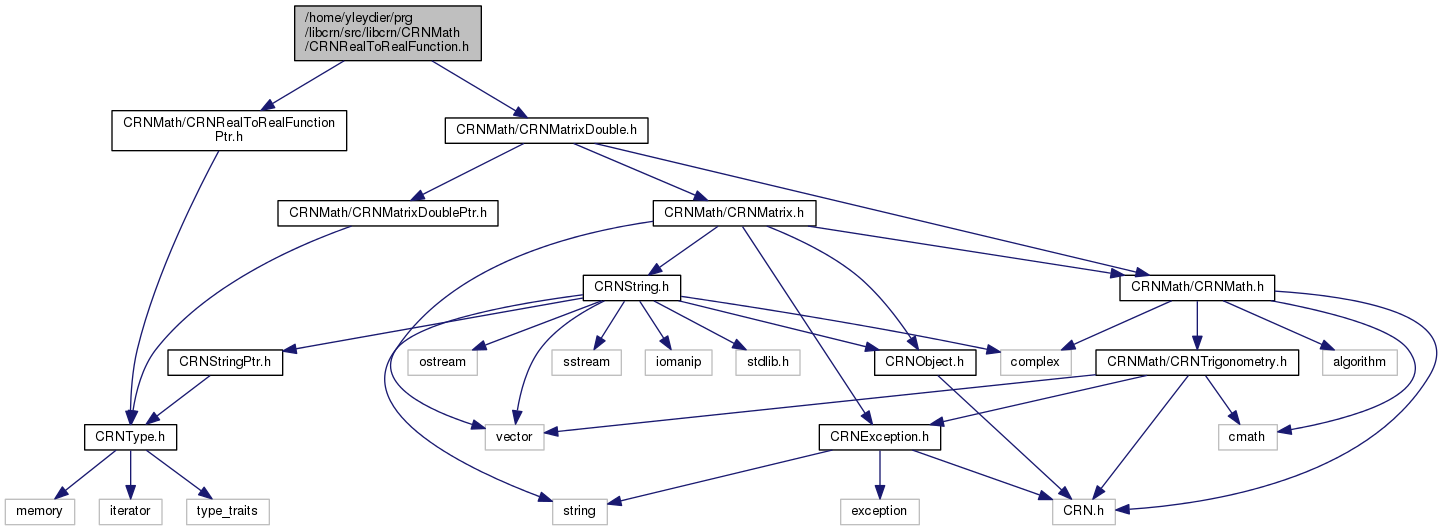 /home/yleydier/prg
/libcrn/src/libcrn/CRNMath
/CRNRealToRealFunction.h
CRNMath/CRNRealToRealFunction
Ptr.h
CRNMath/CRNMatrixDouble.h
CRNMath/CRNMatrixDoublePtr.h
CRNMath/CRNMatrix.h
CRNString.h
CRNMath/CRNMath.h
CRNStringPtr.h
ostream
sstream
iomanip
stdlib.h
CRNObject.h
complex
CRNMath/CRNTrigonometry.h
algorithm
CRNType.h
vector
CRNException.h
cmath
memory
iterator
type_traits
string
exception
CRN.h